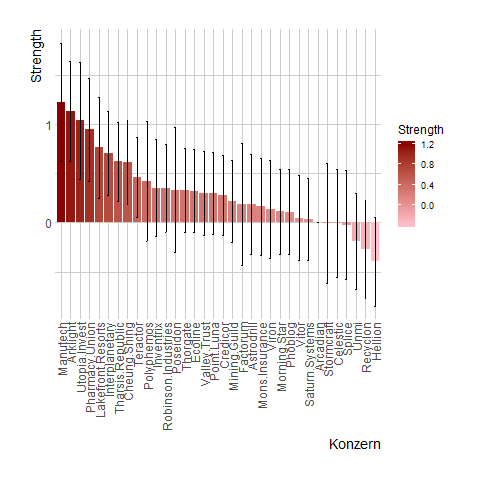 Strength
1
0
Strength
1.2
0.8
0.4
0.0
Manutech
Arklight
Utopia.Invest
Pharmacy.Union
Lakefront.Resorts
Interplanetary
Tharsis.Republic
Cheung.Shing
Teractor
Polyphemos
Inventrix
Robinson.Industries
Poseidon
Thorgate
Ecoline
Valley.Trust
Point.Luna
Credicor
Mining.Guild
Factorum
Astrodrill
Mons.Insurance
Viron
Morning.Star
Phoblog
Vitor
Saturn.Systems
Arcadian
Stormcraft
Celestic
Splice
Unmi
Recyclon
Helion
Konzern